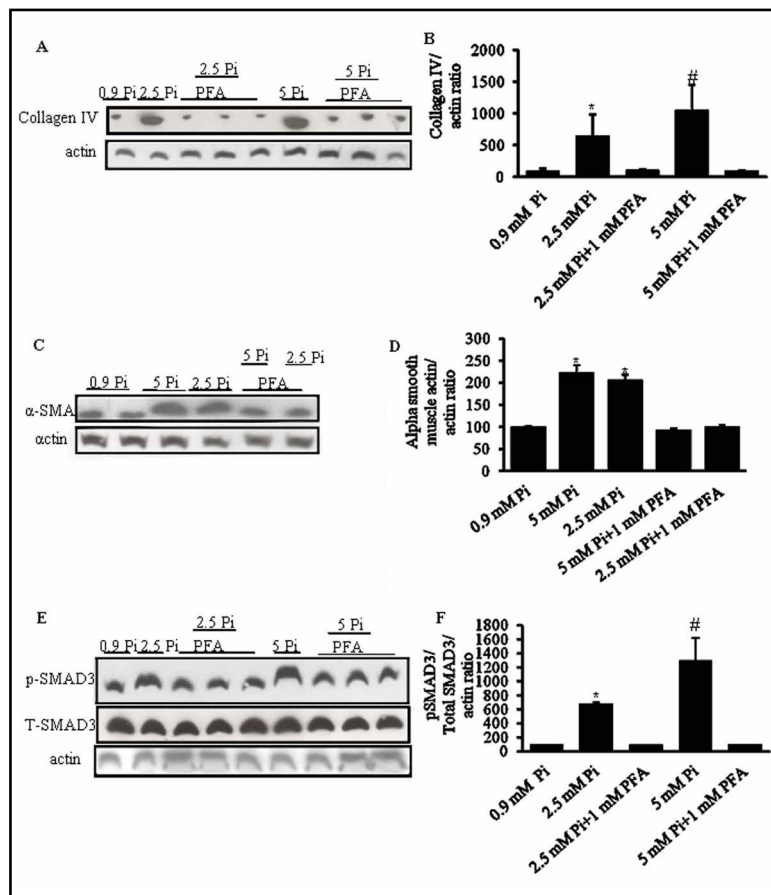 A
2.5 Pi
5 Pi
0.9 Pi 2.5 Pi PFA 5 Pi PFA
Collagen IV
actin
B
Collagen IV/
actin ratio
2000
1500
1000
500
0
0.9 mM Pi
2.5 mM Pi
2.5 mM Pi+1 mM PFA
5 mM Pi
5 mM Pi+1 mM PFA
*
#
C
5 Pi 2.5 Pi
0.9 Pi 5 Pi 2.5 Pi PFA
α-SMA
αctin
D
Alpha smooth
muscle actin/
actin ratio
300
250
200
150
100
50
0
*
*
0.9 mM Pi
5 mM Pi
2.5 mM Pi
5 mM Pi+1 mM PFA
2.5 mM Pi+1 mM PFA
E
2.5 Pi
5 Pi
0.9 Pi 2.5 Pi PFA 5 Pi PFA
p-SMAD3
T-SMAD3
actin
F
pSMAD3/
Total SMAD3/
actin ratio
1800
1600
1400
1200
1000
800
600
400
200
0
*
#
0.9 mM Pi
2.5 mM Pi
2.5 mM Pi+1 mM PFA
5 mM Pi
5 mM Pi+1 mM PFA